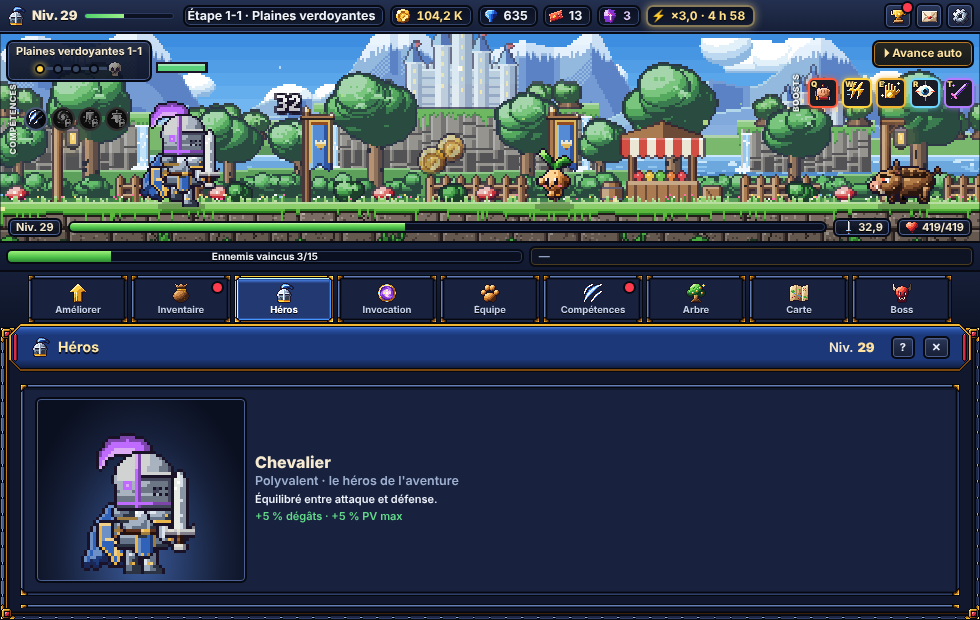 Niv. 29
Étape 1-1 · Plaines verdoyantes
104,2 K
635
13
3
×3,0 · 4 h 58
Plaines verdoyantes 1-1
Avance auto
COMPÉTENCES
BOOSTS
32
Niv. 29
32,9
419/419
Ennemis vaincus 3/15
—
Améliorer
Inventaire
Héros
Invocation
Equipe
Compétences
Arbre
Carte
Boss
Héros
Niv. 29
?
×
Chevalier
Polyvalent · le héros de l'aventure
Équilibré entre attaque et défense.
+5 % dégâts · +5 % PV max